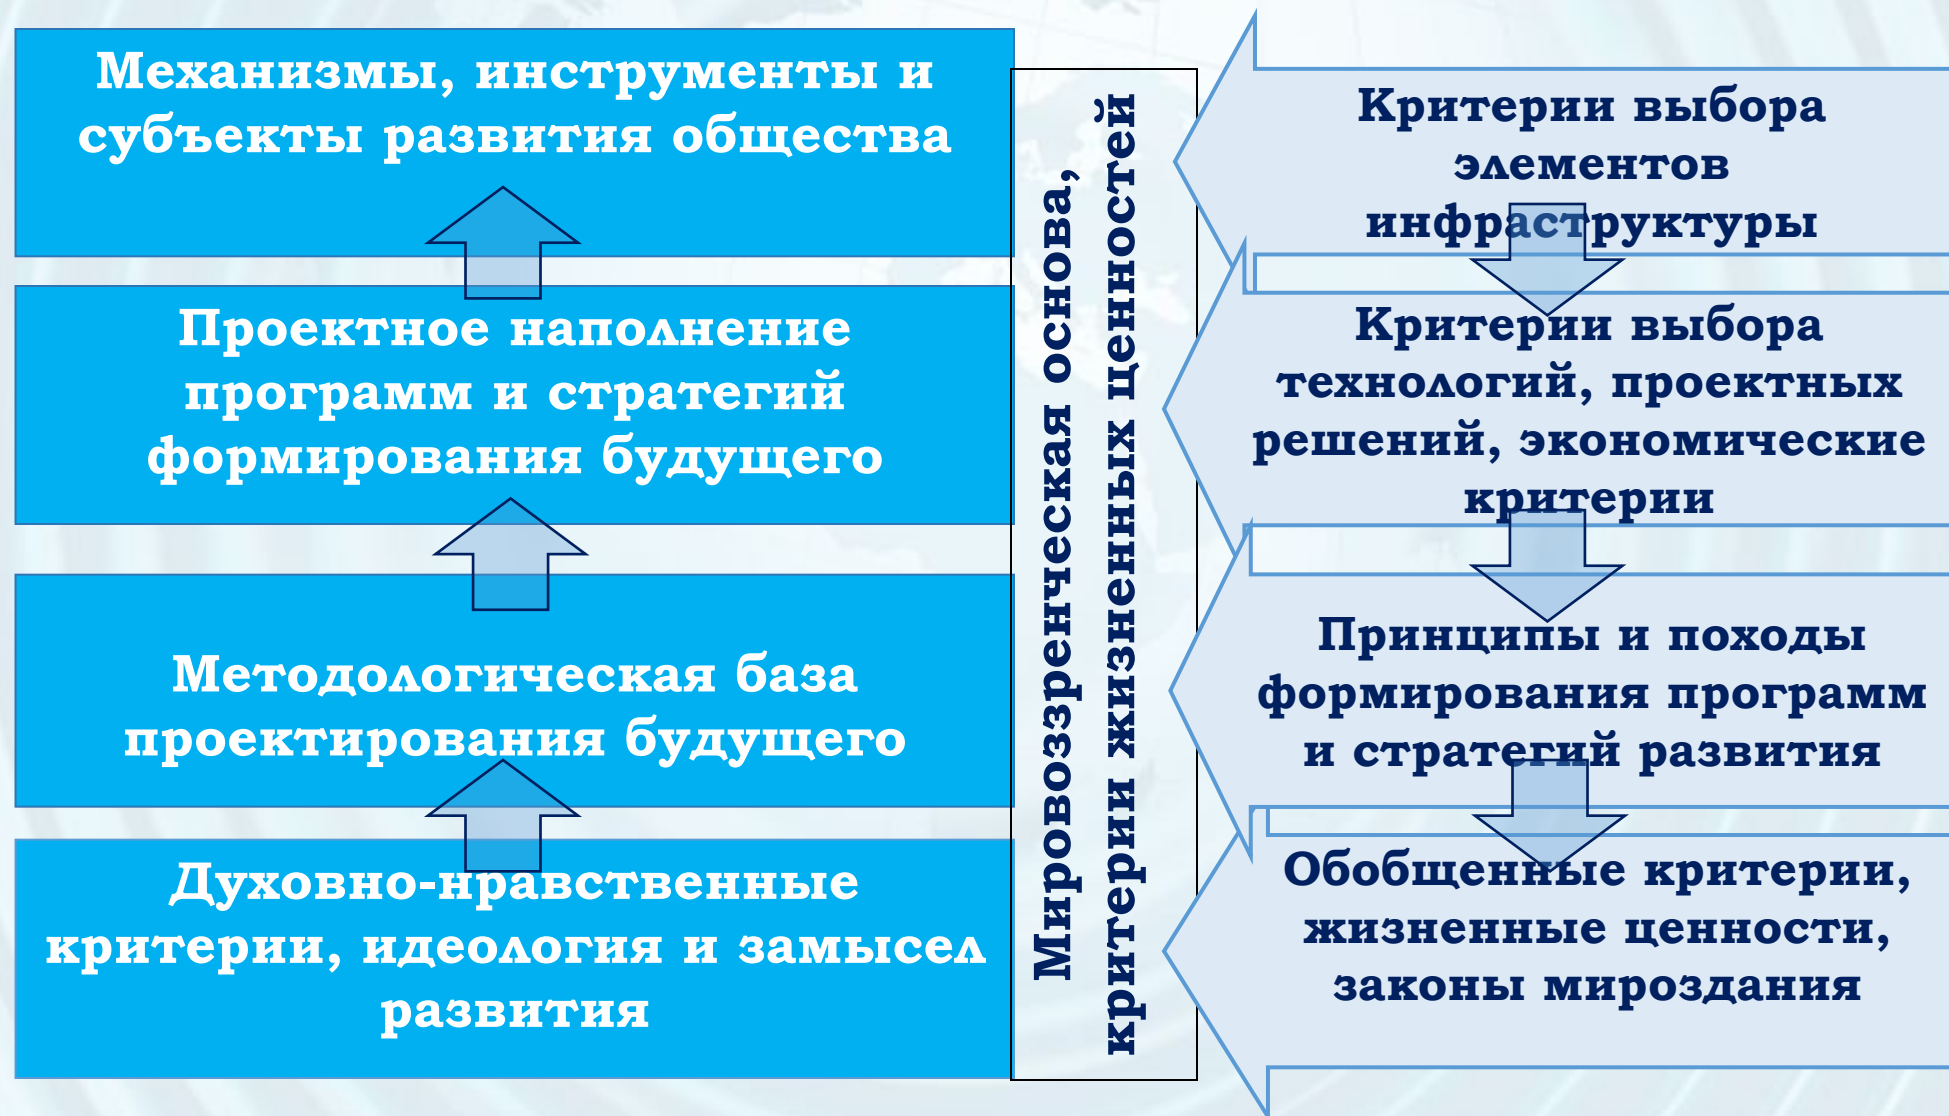 Механизмы, инструменты и
субъекты развития общества
Проектное наполнение
программ и стратегий
формирования будущего
Методологическая база
проектирования будущего
Духовно-нравственные
критерии, идеология и замысел
развития
Мировоззренческая основа,
критерии жизненных ценностей
Критерии выбора
элементов
инфраструктуры
Критерии выбора
технологий, проектных
решений, экономические
критерии
Принципы и походы
формирования программ
и стратегий развития
Обобщенные критерии,
жизненные ценности,
законы мироздания